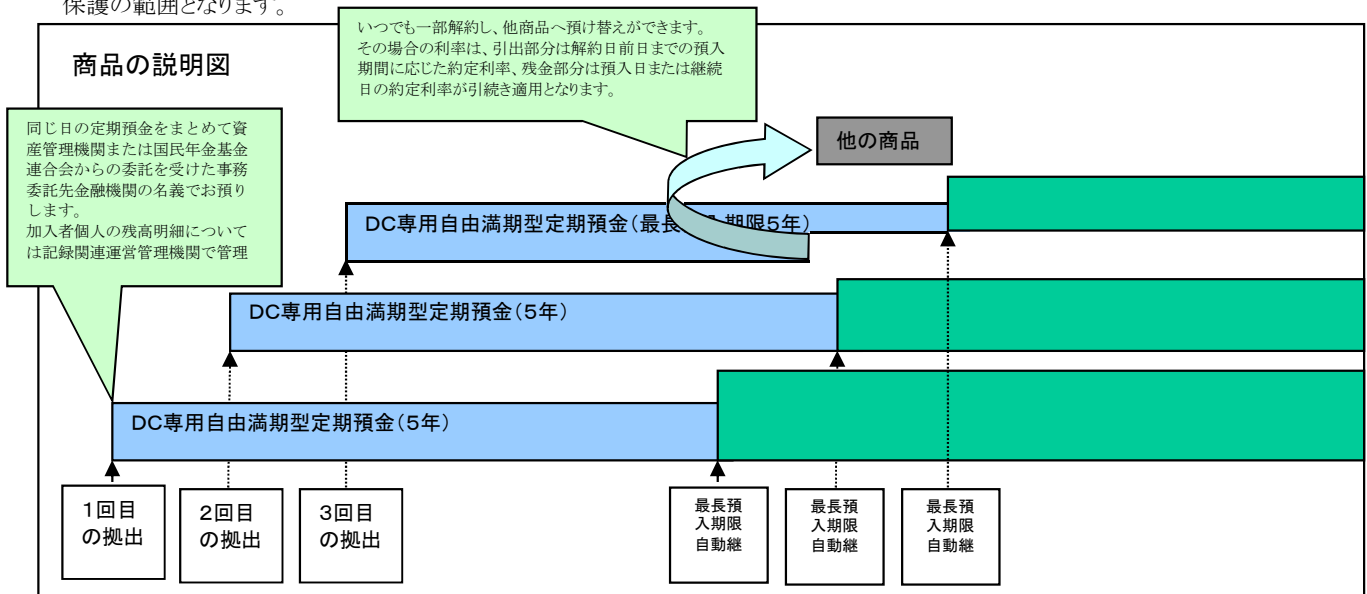 保護の範囲となります。
商品の説明図
いつでも一部解約し、他商品へ預け替えができます。
その場合の利率は、引出部分は解約日前日までの預入
期間に応じた約定利率、残金部分は預入日または継続
日の約定利率が引続き適用となります。
同じ日の定期預金をまとめて資
産管理機関または国民年金基金
連合会からの委託を受けた事務
委託先金融機関の名義でお預り
します。
加入者個人の残高明細について
は記録関連運営管理機関で管理
他の商品
DC専用自由満期型定期預金(最長 期限5年)
DC専用自由満期型定期預金(5年)
DC専用自由満期型定期預金(5年)
1回目
の拠出
2回目
の拠出
3回目
の拠出
最長預
入期限
自動継
最長預
入期限
自動継
最長預
入期限
自動継